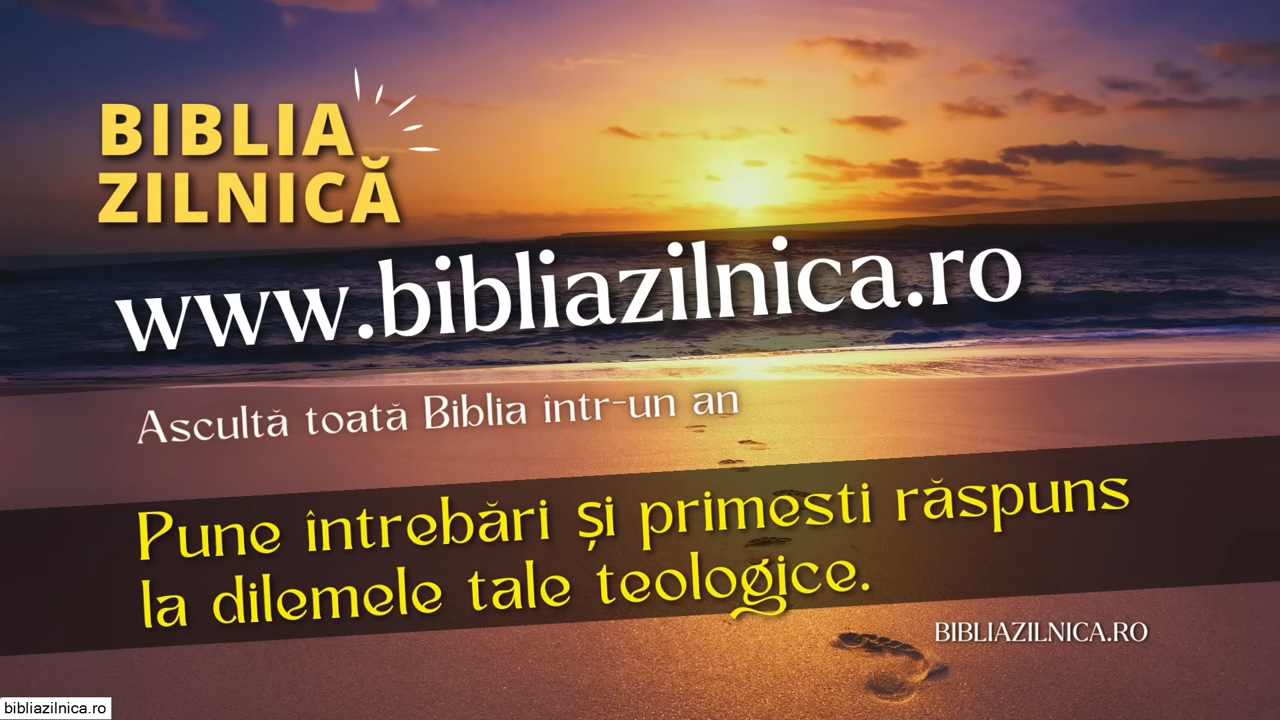 BIBLIA
ZILNICĂ
www.bibliazilnica.ro
Ascultă toată Biblia într-un an
Pune întrebări și primesti răspuns
la dilemele tale teologice.
BIBLIAZILNICA.RO
bibliazilnica.ro